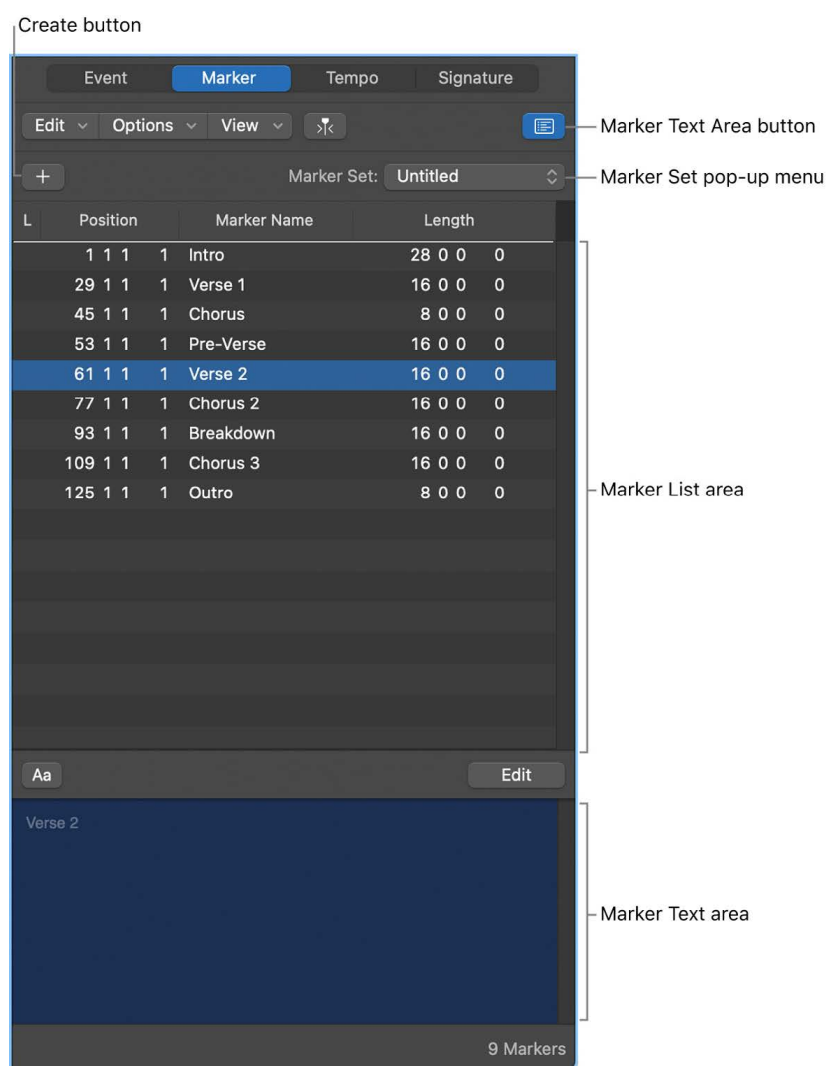 Create button
Event Marker Tempo Signature
Edit Options View Marker Text Area button
+ Marker Set: Untitled Marker Set pop-up menu
L Position Marker Name Length
1 1 1 1 Intro 28 0 0 0
29 1 1 1 Verse 1 16 0 0 0
45 1 1 1 Chorus 8 0 0 0
53 1 1 1 Pre-Verse 16 0 0 0
61 1 1 1 Verse 2 16 0 0 0
77 1 1 1 Chorus 2 16 0 0 0
93 1 1 1 Breakdown 16 0 0 0
109 1 1 1 Chorus 3 16 0 0 0
125 1 1 1 Outro 8 0 0 0
Marker List area
Aa Edit
Verse 2
Marker Text area
9 Markers